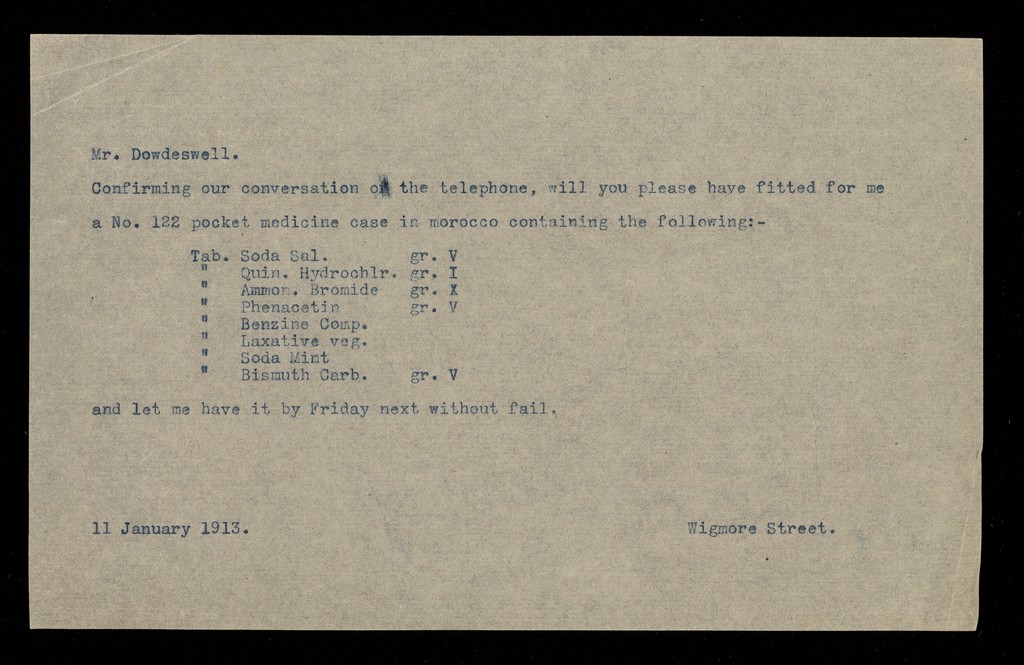 Mr. Dowdeswell.
Confirming our conversation on the telephone, will you please have fitted for me
a No. 122 pocket medicine case in morocco containing the following:-
Tab. Soda Sal. gr. V
" Quin. Hydrochlr. gr. I
" Ammon. Bromide gr. X
" Phenacetin gr. V
" Benzine Comp.
" Laxative veg.
" Soda Mint
" Bismuth Carb. gr. V
and let me have it by Friday next without fail.
11 January 1913. Wigmore Street.